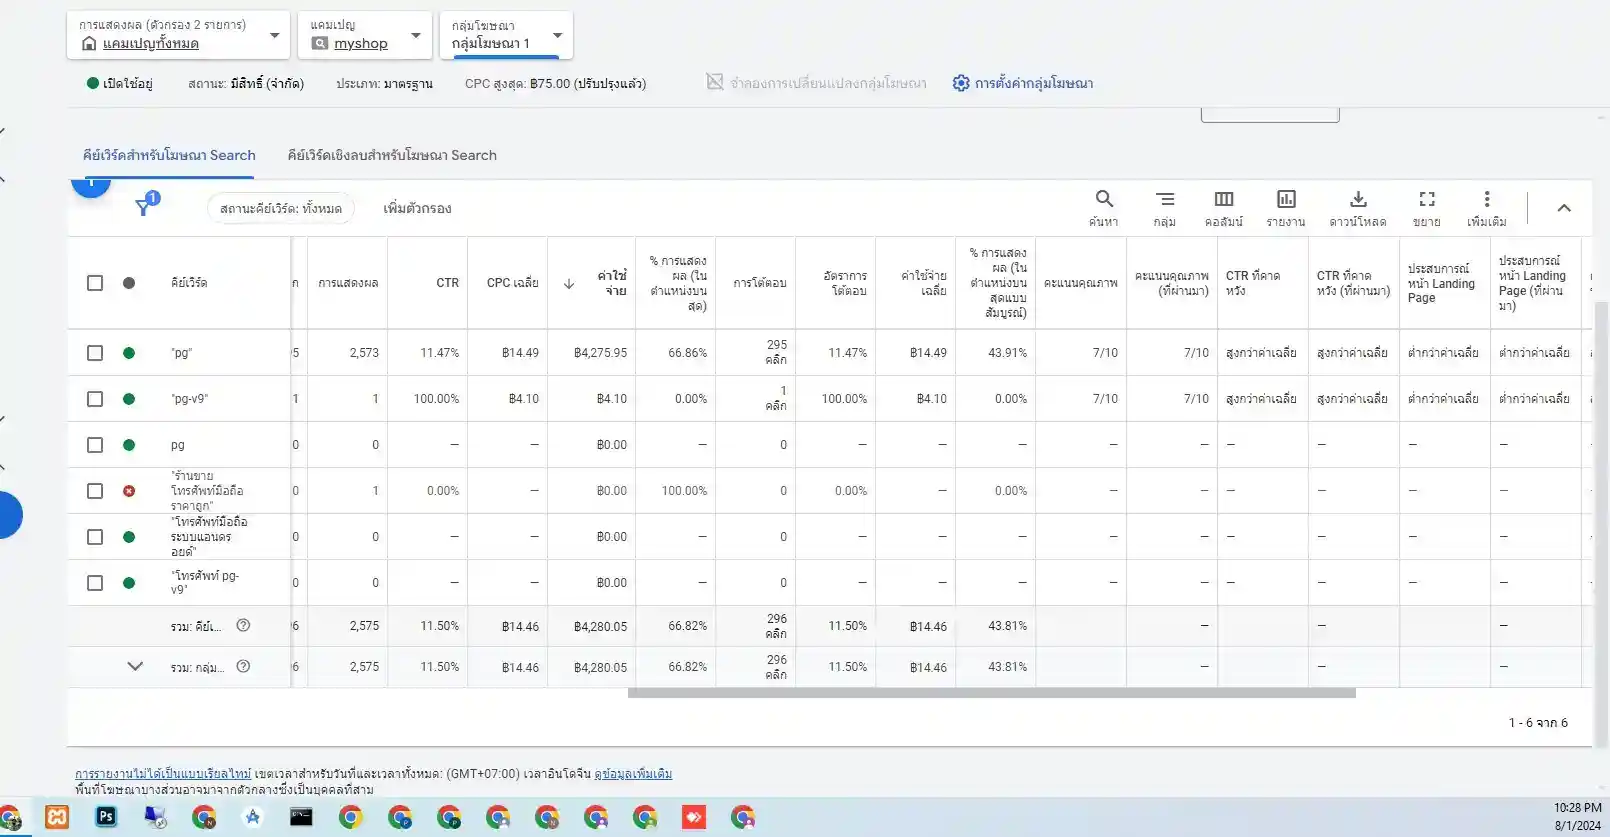 การแสดงผล (ตัวกรอง 2 รายการ)
แคมเปญทั้งหมด
แคมเปญ
myshop
กลุ่มโฆษณา
กลุ่มโฆษณา 1
เปิดใช้อยู่ สถานะ: มีสิทธิ์ (จำกัด) ประเภท: มาตรฐาน CPC สูงสุด: ฿75.00 (ปรับปรุงแล้ว) จำลองการเปลี่ยนแปลงกลุ่มโฆษณา การตั้งค่ากลุ่มโฆษณา
คีย์เวิร์ดสำหรับโฆษณา Search คีย์เวิร์ดเชิงลบสำหรับโฆษณา Search
1
สถานะคีย์เวิร์ด: ทั้งหมด เพิ่มตัวกรอง
ค้นหา กลุ่ม คอลัมน์ รายงาน ดาวน์โหลด ขยาย เพิ่มเติม
คีย์เวิร์ด
ก
การแสดงผล
CTR
CPC เฉลี่ย
ค่าใช้
จ่าย
% การแสดง
ผล (ใน
ตำแหน่งบน
สุด)
การโต้ตอบ
อัตราการ
โต้ตอบ
ค่าใช้จ่าย
เฉลี่ย
% การแสดง
ผล (ใน
ตำแหน่งบน
สุดแบบ
สัมบูรณ์)
คะแนนคุณภาพ
คะแนนคุณภาพ
(ที่ผ่านมา)
CTR ที่คาด
หวัง
CTR ที่คาด
หวัง (ที่ผ่านมา)
ประสบการณ์
หน้า Landing
Page
ประสบการณ์
หน้า Landing
Page (ที่ผ่าน
มา)
"pg" 5 2,573 11.47% ฿14.49 ฿4,275.95 66.86% 295 คลิก 11.47% ฿14.49 43.91% 7/10 7/10 สูงกว่าค่าเฉลี่ย สูงกว่าค่าเฉลี่ย ต่ำกว่าค่าเฉลี่ย ต่ำกว่าค่าเฉลี่ย
"pg-v9" 1 1 100.00% ฿4.10 ฿4.10 0.00% 1 คลิก 100.00% ฿4.10 0.00% 7/10 7/10 สูงกว่าค่าเฉลี่ย สูงกว่าค่าเฉลี่ย ต่ำกว่าค่าเฉลี่ย ต่ำกว่าค่าเฉลี่ย
pg 0 0 — — ฿0.00 — 0 — — — — — — — — —
"ร้านขาย
โทรศัพท์มือถือ
ราคาถูก"
0 1 0.00% — ฿0.00 100.00% 0 0.00% — 0.00% — — — — — —
"โทรศัพท์มือถือ
ระบบแอนดร
อยด์"
0 0 — — ฿0.00 — 0 — — — — — — — — —
"โทรศัพท์ pg-
v9"
0 0 — — ฿0.00 — 0 — — — — — — — — —
รวม: คีย์เ... 6 2,575 11.50% ฿14.46 ฿4,280.05 66.82% 296 คลิก 11.50% ฿14.46 43.81% — — —
รวม: กลุ่ม... 6 2,575 11.50% ฿14.46 ฿4,280.05 66.82% 296 คลิก 11.50% ฿14.46 43.81% — — —
1 - 6 จาก 6
การรายงานไม่ได้เป็นแบบเรียลไทม์ เขตเวลาสำหรับวันที่และเวลาทั้งหมด: (GMT+07:00) เวลาอินโดจีน ดูข้อมูลเพิ่มเติม
พื้นที่โฆษณาบางส่วนอาจมาจากตัวกลางซึ่งเป็นบุคคลที่สาม
Ps
10:28 PM
8/1/2024